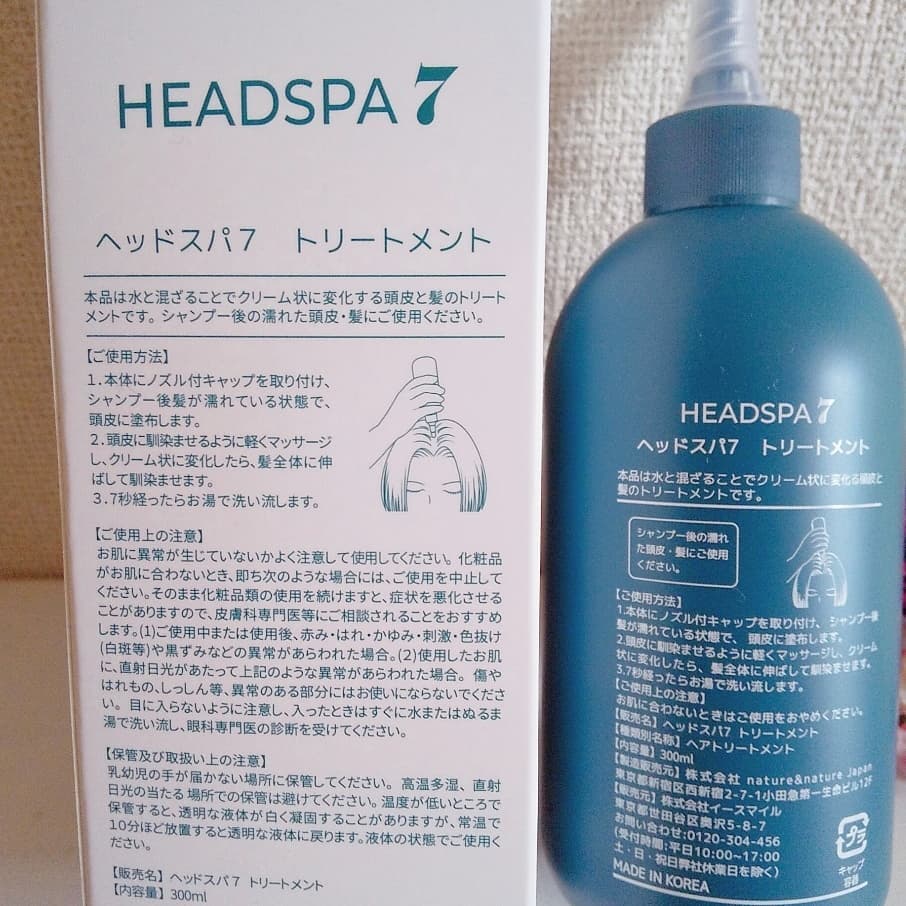 HEADSPA 7
ヘッドスパ7　トリートメント
本品は水と混ざることでクリーム状に変化する頭皮と髪のトリート
メントです。シャンプー後の濡れた頭皮・髪にご使用ください。
【ご使用方法】
1.本体にノズル付キャップを取り付け、
シャンプー後髪が濡れている状態で、
頭皮に塗布します。
2.頭皮に馴染ませるように軽くマッサージ
し、クリーム状に変化したら、髪全体に伸
ばして馴染ませます。
3.7秒経ったらお湯で洗い流します。
【ご使用上の注意】
お肌に異常が生じていないかよく注意して使用してください。化粧品
がお肌に合わないとき、即ち次のような場合には、ご使用を中止して
ください。そのまま化粧品類の使用を続けますと、症状を悪化させる
ことがありますので、皮膚科専門医等にご相談されることをおすすめ
します。(1)ご使用中または使用後、赤み・はれ・かゆみ・刺激・色抜け
(白斑等)や黒ずみなどの異常があらわれた場合。(2)使用したお肌
に、直射日光があたって上記のような異常があらわれた場合。傷や
はれもの、しっしん等、異常のある部分にはお使いにならないでくださ
い。目に入らないように注意し、入ったときはすぐに水またはぬるま
湯で洗い流し、眼科専門医の診断を受けてください。
【保管及び取扱い上の注意】
乳幼児の手が届かない場所に保管してください。高温多湿、直射
日光の当たる場所での保管は避けてください。温度が低いところで
保管すると、透明な液体が白く凝固することがありますが、常温で
10分ほど放置すると透明な液体に戻ります。液体の状態でご使用く
ださい。
【販売名】ヘッドスパ7 トリートメント
【内容量】300ml
HEADSPA 7
ヘッドスパ7　トリートメント
本品は水と混ざることでクリーム状に変化する頭皮と
髪のトリートメントです。
シャンプー後の濡れ
た頭皮・髪にご使用
ください。
【ご使用方法】
1.本体にノズル付キャップを取り付け、シャンプー後
髪が濡れている状態で、頭皮に塗布します。
2.頭皮に馴染ませるように軽くマッサージし、クリーム
状に変化したら、髪全体に伸ばして馴染ませます。
3.7秒経ったらお湯で洗い流します。
【ご使用上の注意】
お肌に合わないときはご使用をおやめください。
【販売名】ヘッドスパ7 トリートメント
【種類別名称】ヘアトリートメント
【内容量】300ml
【製造販売元】株式会社 nature&nature Japan
東京都新宿区西新宿2-7-1小田急第一生命ビル12F
【販売元】株式会社イースマイル
東京都世田谷区奥沢5-8-7
お問い合わせ:0120-304-456
(受付時間:平日10:00~17:00
土・日・祝日弊社休業日を除く)
MADE IN KOREA
プラ
キャップ
容器